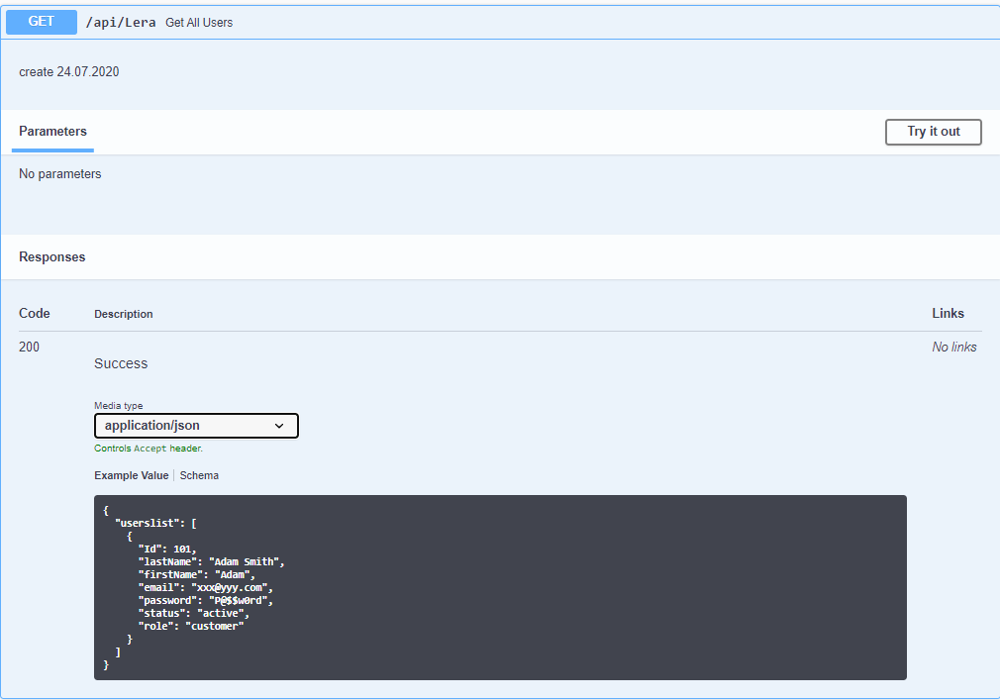 GET /api/Lera Get All Users
create 24.07.2020
Parameters Try it out
No parameters
Responses
Code Description Links
200 No links
Success
Media type
application/json
Controls Accept header.
Example Value Schema
{
"userslist": [
{
"Id": 101,
"lastName": "Adam Smith",
"firstName": "Adam",
"email": "xxx@yyy.com",
"password": "P@$$w0rd",
"status": "active",
"role": "customer"
}
]
}